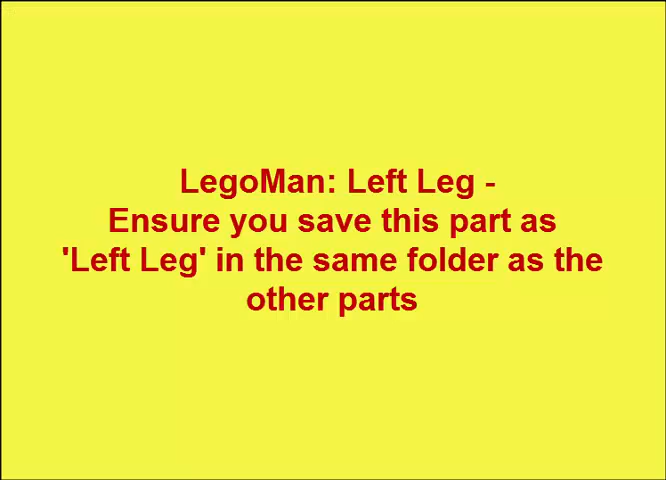 LegoMan: Left Leg -
Ensure you save this part as
'Left Leg' in the same folder as the
other parts